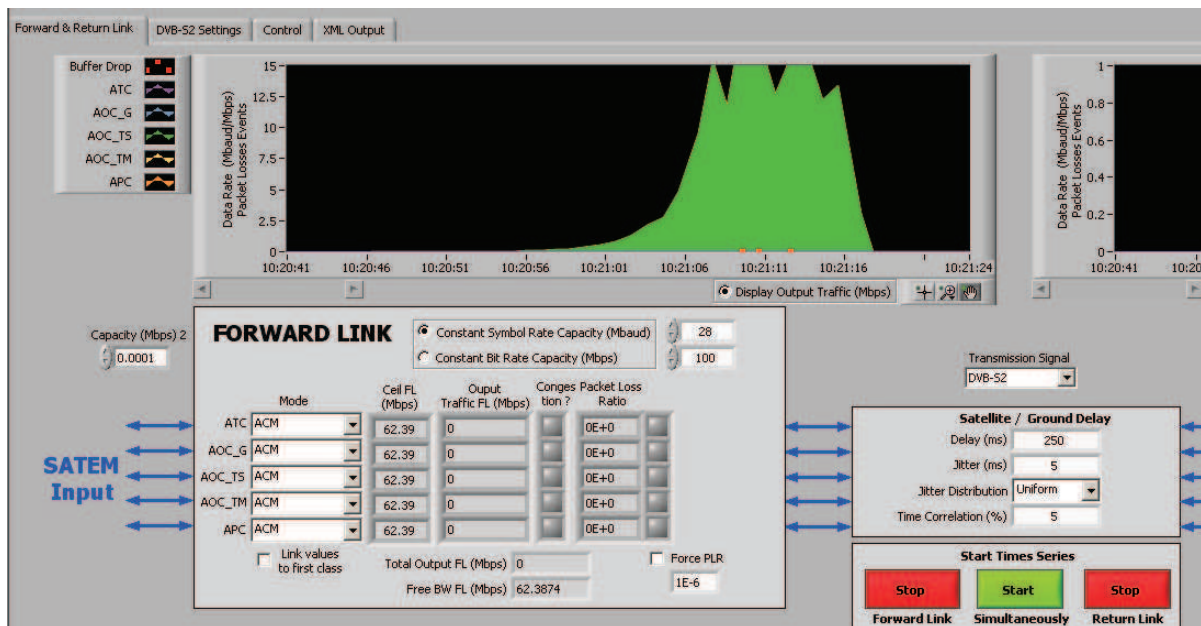 Forward & Return Link
DVB-S2 Settings
Control
XML Output
Buffer Drop
ATC
AOC_G
AOC_TS
AOC_TM
APC
Data Rate (Mbaud/Mbps)
Packet Losses Events
15
12.5
10
7.5
5
2.5
0
10:20:41
10:20:46
10:20:51
10:20:56
10:21:01
10:21:06
10:21:11
10:21:16
10:21:24
Display Output Traffic (Mbps)
Data Rate (Mbaud/Mbps)
Packet Losses Events
1
0.8
0.6
0.4
0.2
0
10:20:41
10:20
Capacity (Mbps) 2
0.0001
FORWARD LINK
Constant Symbol Rate Capacity (Mbaud)
28
Constant Bit Rate Capacity (Mbps)
100
Mode
Ceil FL
(Mbps)
Ouput
Traffic FL (Mbps)
Conges
tion ?
Packet Loss
Ratio
ATC ACM 62.39 0 0E+0
AOC_G ACM 62.39 0 0E+0
AOC_TS ACM 62.39 0 0E+0
AOC_TM ACM 62.39 0 0E+0
APC ACM 62.39 0 0E+0
SATEM
Input
Link values
to first class
Total Output FL (Mbps) 0
Free BW FL (Mbps) 62.3874
Force PLR
1E-6
Transmission Signal
DVB-S2
Satellite / Ground Delay
Delay (ms) 250
Jitter (ms) 5
Jitter Distribution Uniform
Time Correlation (%) 5
Start Times Series
Stop
Start
Stop
Forward Link
Simultaneously
Return Link